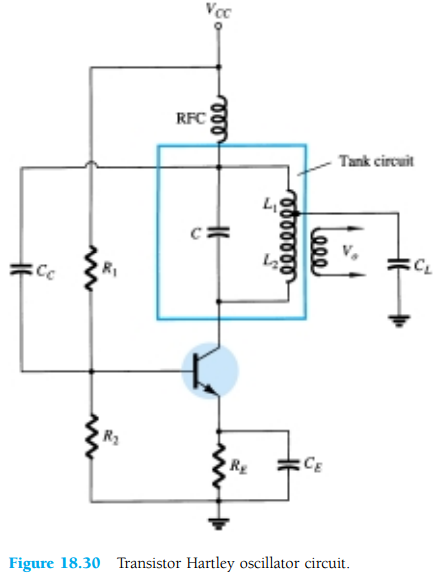 VCC
RFC
Tank circuit
L1
C
L2
Vo
CC
R1
CL
R2
RE
CE
Figure 18.30 Transistor Hartley oscillator circuit.